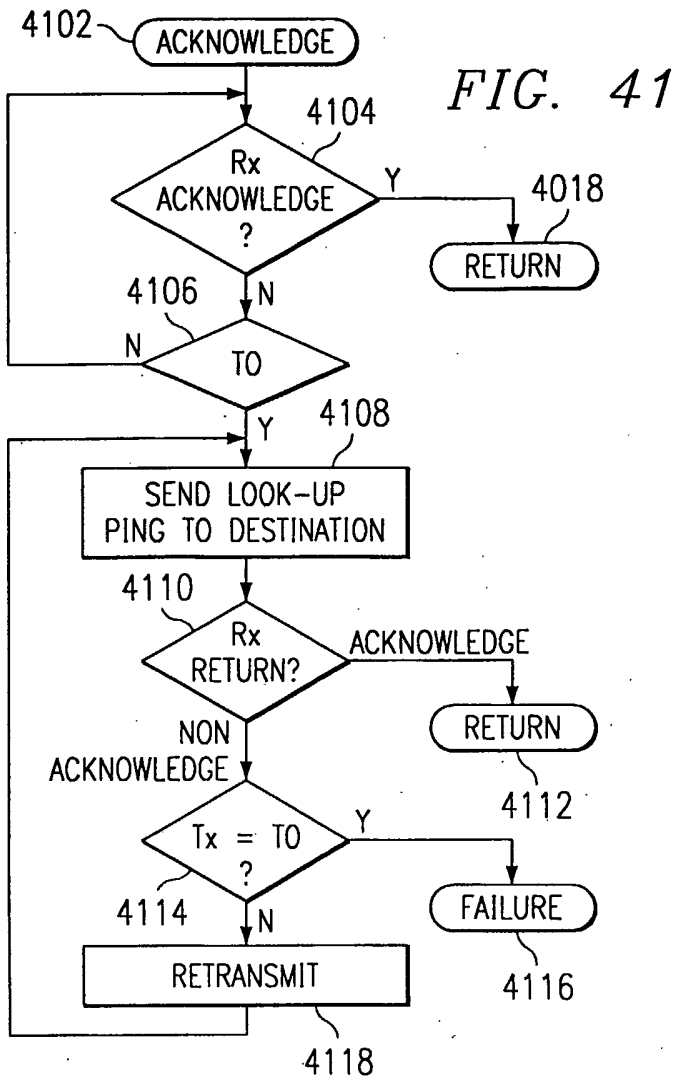 4102
ACKNOWLEDGE
FIG. 41
4104
Rx
ACKNOWLEDGE
?
Y
4018
RETURN
N
4106
TO
N
Y
4108
SEND LOOK-UP
PING TO DESTINATION
4110
Rx
RETURN?
ACKNOWLEDGE
RETURN
4112
NON
ACKNOWLEDGE
Tx = TO
?
Y
4114
N
FAILURE
4116
RETRANSMIT
4118